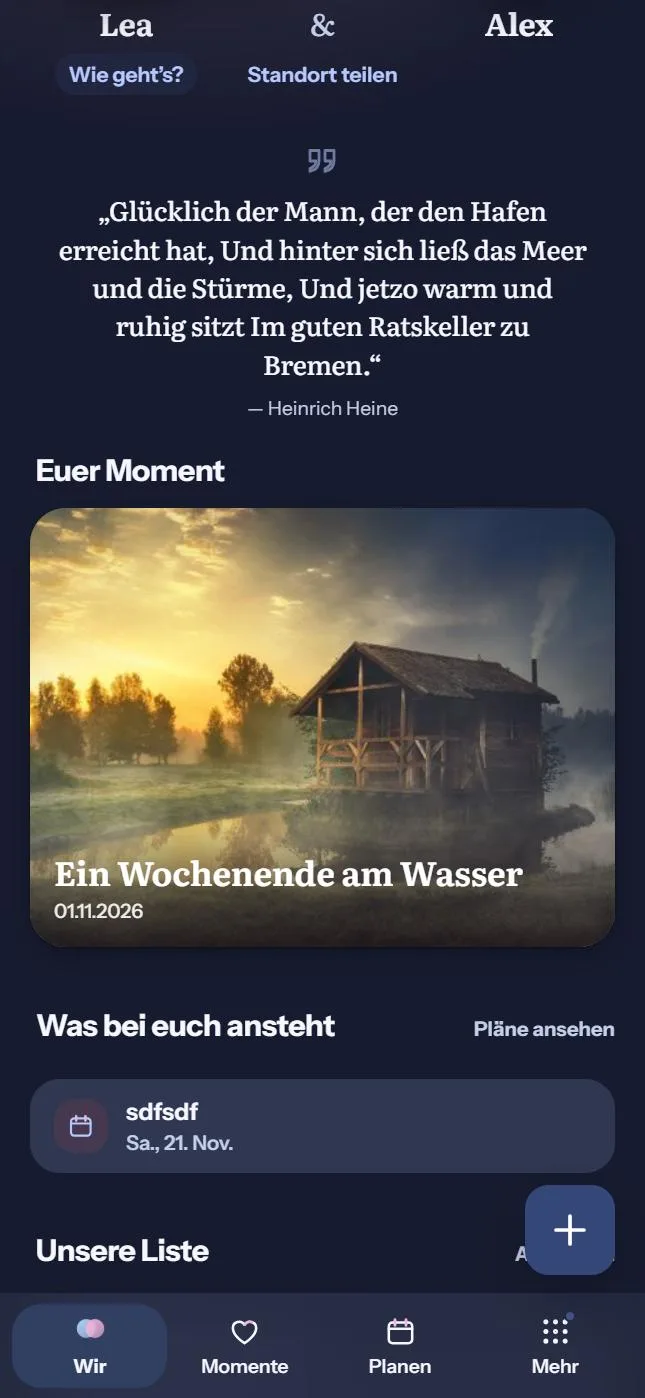 Lea & Alex
Wie geht's? Standort teilen
„Glücklich der Mann, der den Hafen
erreicht hat, Und hinter sich ließ das Meer
und die Stürme, Und jetzo warm und
ruhig sitzt Im guten Ratskeller zu
Bremen.“
— Heinrich Heine
Euer Moment
Ein Wochenende am Wasser
01.11.2026
Was bei euch ansteht Pläne ansehen
sdfsdf
Sa., 21. Nov.
Unsere Liste
Wir Momente Planen Mehr